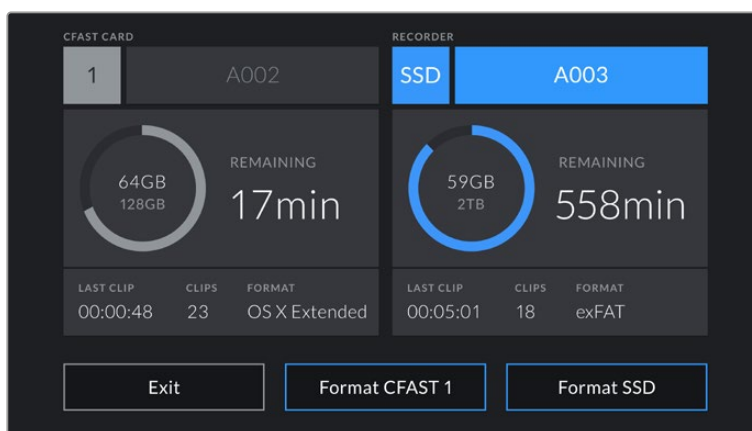 CFAST CARD
1 A002
64GB
128GB
REMAINING
17min
LAST CLIP CLIPS FORMAT
00:00:48 23 OS X Extended
RECORDER
SSD A003
59GB
2TB
REMAINING
558min
LAST CLIP CLIPS FORMAT
00:05:01 18 exFAT
Exit Format CFAST 1 Format SSD